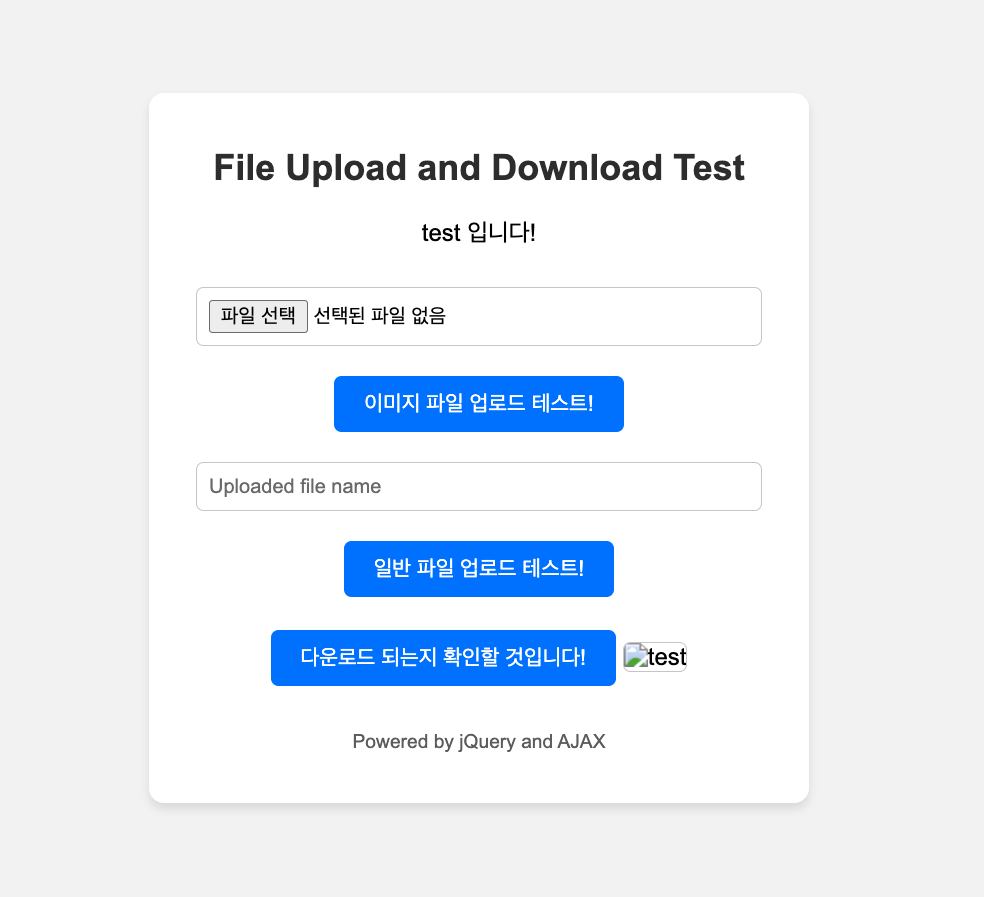 File Upload and Download Test
test 입니다!
파일 선택 선택된 파일 없음
이미지 파일 업로드 테스트!
Uploaded file name
일반 파일 업로드 테스트!
다운로드 되는지 확인할 것입니다! test
Powered by jQuery and AJAX